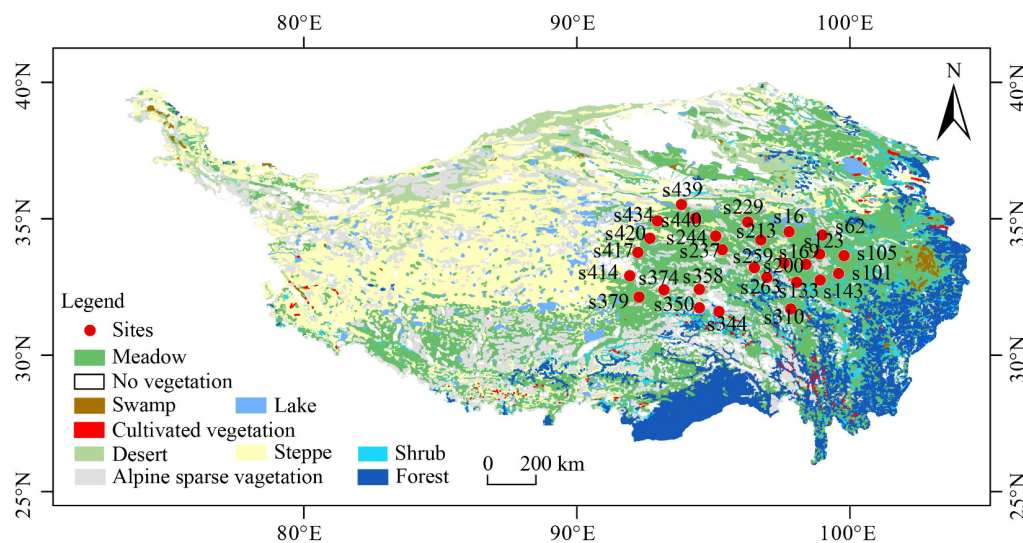 80°E 90°E 100°E
40°N 40°N
N
s439
s434 s440 s229 s16 s62
35°N 35°N
s420 s244 s213 s123
s417 s237 s259 s169 s105
s414 s374 s358 s200 s101
s379 s350 s263 s133 s143
s344 s310
Legend
Sites
Meadow
30°N 30°N
No vegetation
Swamp Lake
Cultivated vegetation
Desert Steppe Shrub
0 200 km
Alpine sparse vagetation Forest
25°N 25°N
80°E 90°E 100°E